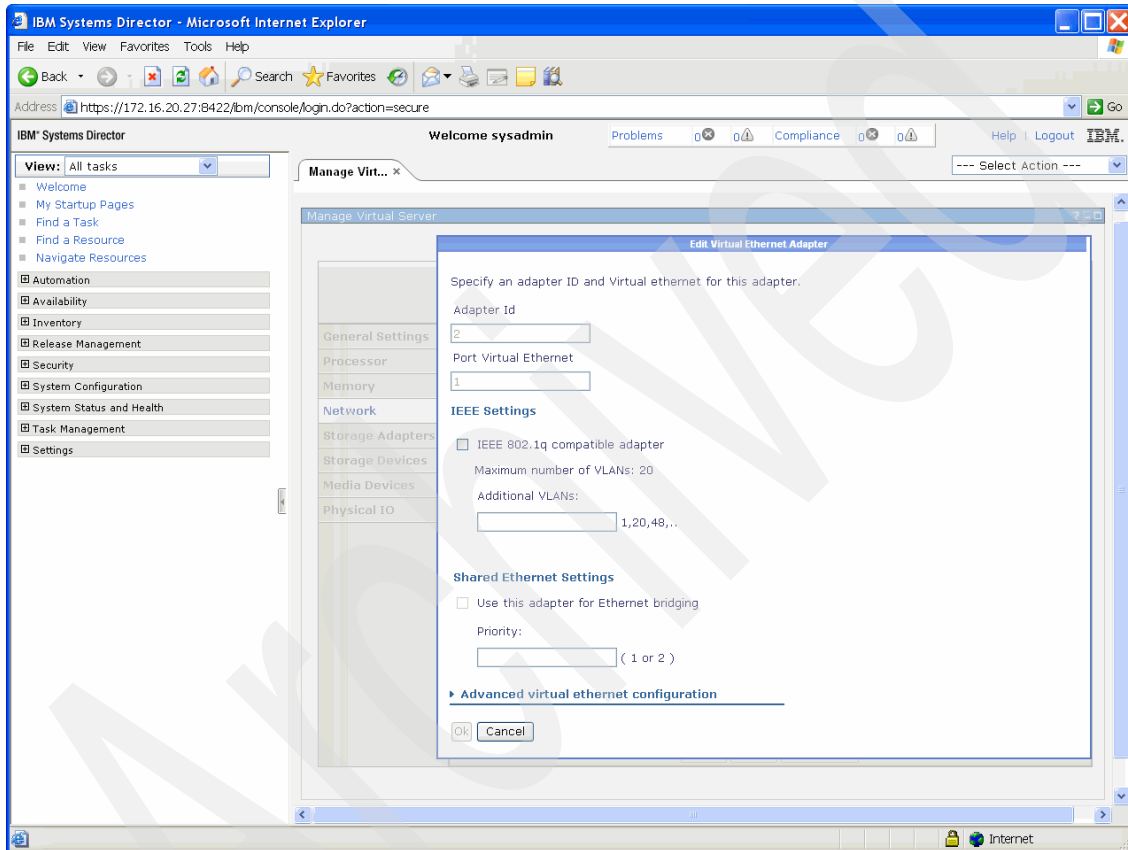 IBM Systems Director - Microsoft Internet Explorer
File Edit View Favorites Tools Help
Back Search Favorites
Address https://172.16.20.27:8422/ibm/console/login.do?action=secure Go
IBM® Systems Director Welcome sysadmin Problems 0 0 Compliance 0 0 Help Logout IBM.
View: All tasks
Manage Virt... × --- Select Action ---
Welcome
My Startup Pages
Find a Task
Find a Resource
Navigate Resources
Automation
Availability
Inventory
Release Management
Security
System Configuration
System Status and Health
Task Management
Settings
Manage Virtual Server
General Settings
Processor
Memory
Network
Storage Adapters
Storage Devices
Media Devices
Physical IO
Edit Virtual Ethernet Adapter
Specify an adapter ID and Virtual ethernet for this adapter.
Adapter Id
2
Port Virtual Ethernet
1
IEEE Settings
IEEE 802.1q compatible adapter
Maximum number of VLANs: 20
Additional VLANs:
1,20,48,..
Shared Ethernet Settings
Use this adapter for Ethernet bridging
Priority:
( 1 or 2 )
Advanced virtual ethernet configuration
Ok Cancel
Internet
Archived